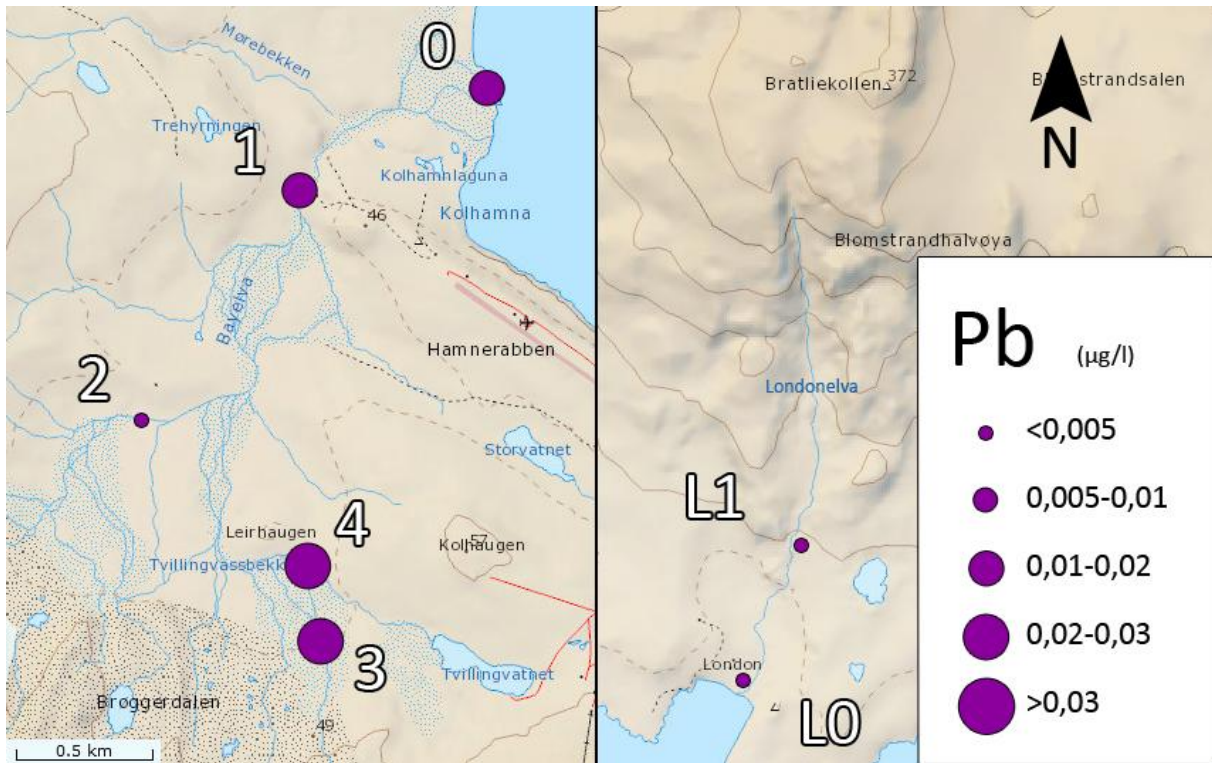 Mørebekken
0
Trehyrningen
1
Kolhamnlaguna
46
Kolhamna
Bayelva
Hamnerabben
2
Storvatnet
4
Leirhaugen
57
Kolhaugen
Tvillingvassbekk
3
Tvillingvatnet
Brøggerdalen
49
0.5 km
Bratliekollen
372
strandsalen
N
Blomstrandhalvøya
Londonelva
L1
London
L0
Pb (µg/l)
<0,005
0,005-0,01
0,01-0,02
0,02-0,03
>0,03